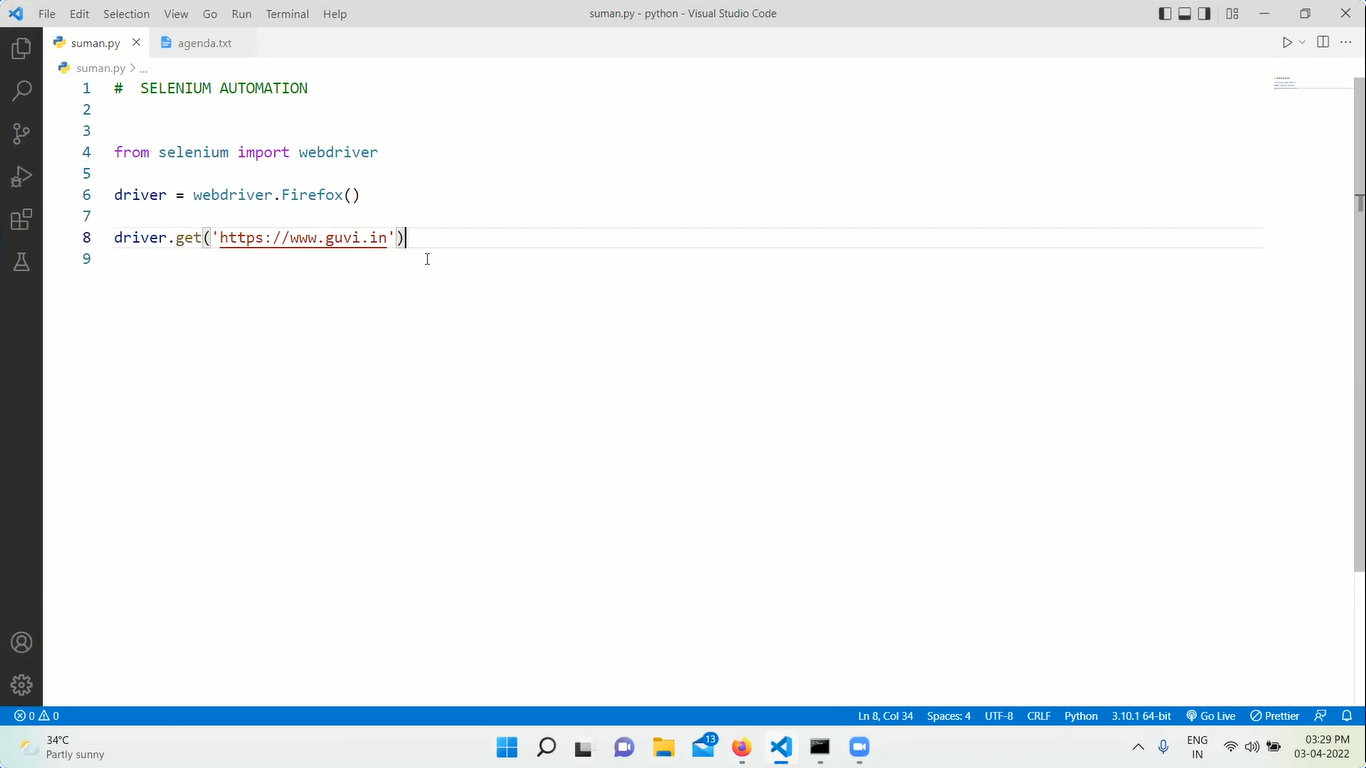 File Edit Selection View Go Run Terminal Help
suman.py - python - Visual Studio Code
suman.py
agenda.txt
suman.py > ...
1 # SELENIUM AUTOMATION
2
3
4 from selenium import webdriver
5
6 driver = webdriver.Firefox()
7
8 driver.get('https://www.guvi.in')
9
0 0
Ln 8, Col 34 Spaces: 4 UTF-8 CRLF Python 3.10.1 64-bit Go Live Prettier
34°C
Partly sunny
13
ENG
IN
03:29 PM
03-04-2022